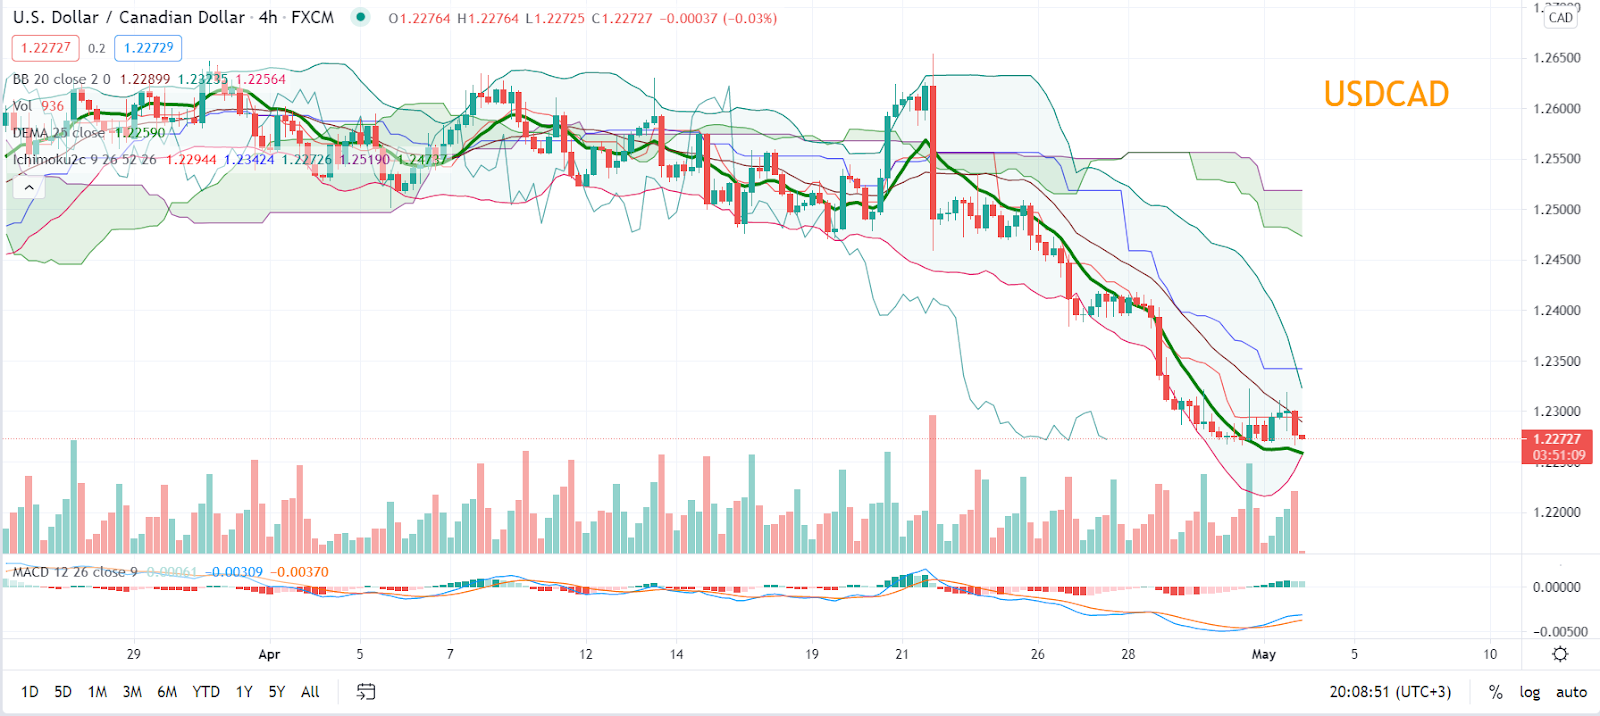 U.S. Dollar / Canadian Dollar · 4h · FXCM O1.22764 H1.22764 L1.22725 C1.22727 −0.00037 (−0.03%)
1.22727 0.2 1.22729
BB 20 close 2 0 1.22899 1.23235 1.22564
Vol 936
DEMA 25 close 1.22590
Ichimoku2c 9 26 52 26 1.22944 1.23424 1.22726 1.25190 1.24737
USDCAD
CAD
1.26500
1.26000
1.25500
1.25000
1.24500
1.24000
1.23500
1.23000
1.22727
03:51:09
1.22000
MACD 12 26 close 9 0.00061 −0.00309 −0.00370
0.00000
−0.00500
29 Apr 5 7 12 14 19 21 26 28 May 5 10
1D 5D 1M 3M 6M YTD 1Y 5Y All 20:08:51 (UTC+3) % log auto